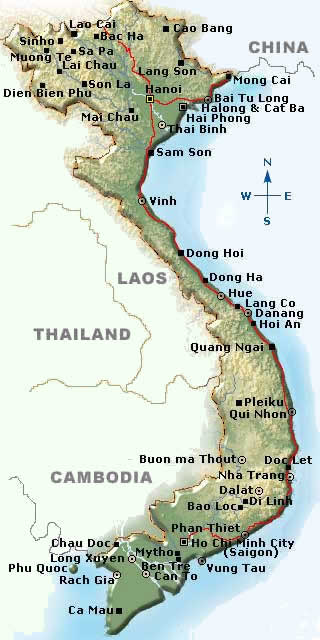 Lao Cai
Bac Ha
Cao Bang
Sinho
Sa Pa
CHINA
Muong Te
Lai Chau
Lang Son
Mong Cai
Dien Bien Phu
Son La
Hanoi
Bai Tu Long
Halong & Cat Ba
Mai Chau
Hai Phong
Thai Binh
Sam Son
N
W E
S
Vinh
Dong Hoi
LAOS
Dong Ha
Hue
Lang Co
Danang
Hoi An
THAILAND
Quang Ngai
Pleiku
Qui Nhon
Buon ma Thout
Doc Let
CAMBODIA
Nha Trang
Dalat
Di Linh
Bao Loc
Phan Thiet
Chau Doc
Ho Chi Minh City
(Saigon)
Long Xuyen
Mytho
Phu Quoc
Ben Tre
Vung Tau
Rach Gia
Can To
Ca Mau